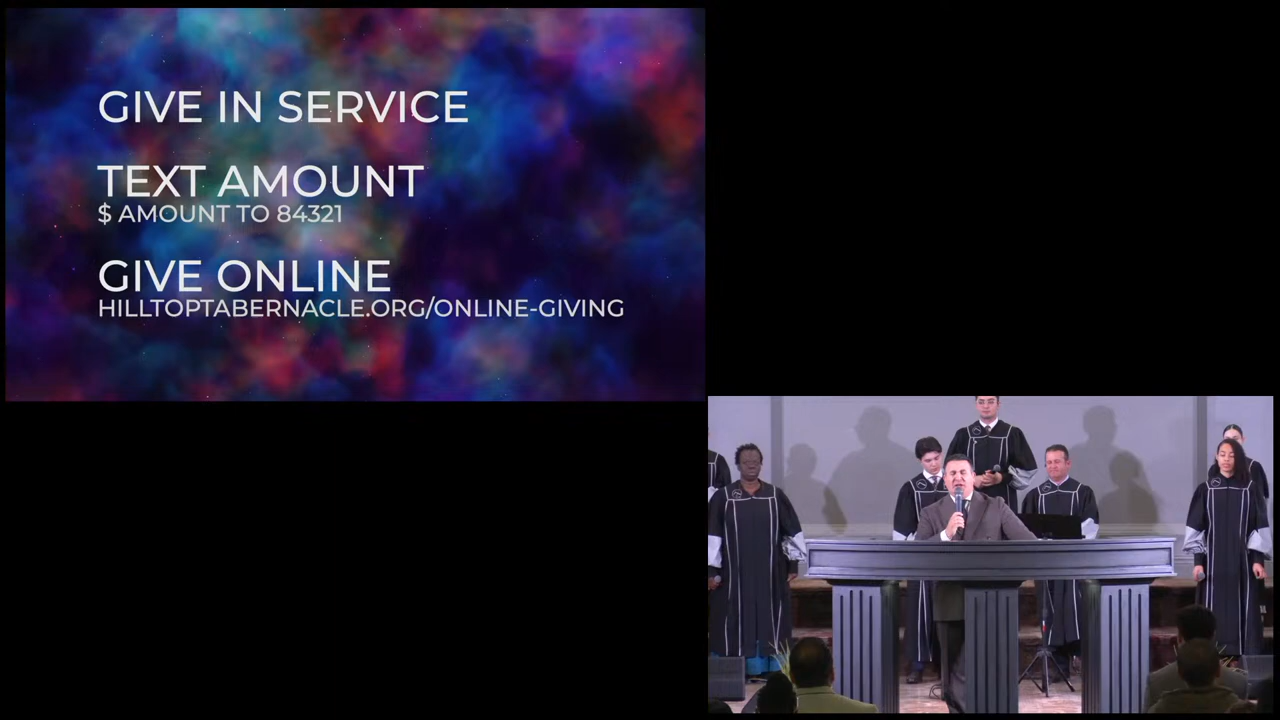 GIVE IN SERVICE
TEXT AMOUNT
$ AMOUNT TO 84321
GIVE ONLINE
HILLTOPTABERNACLE.ORG/ONLINE-GIVING